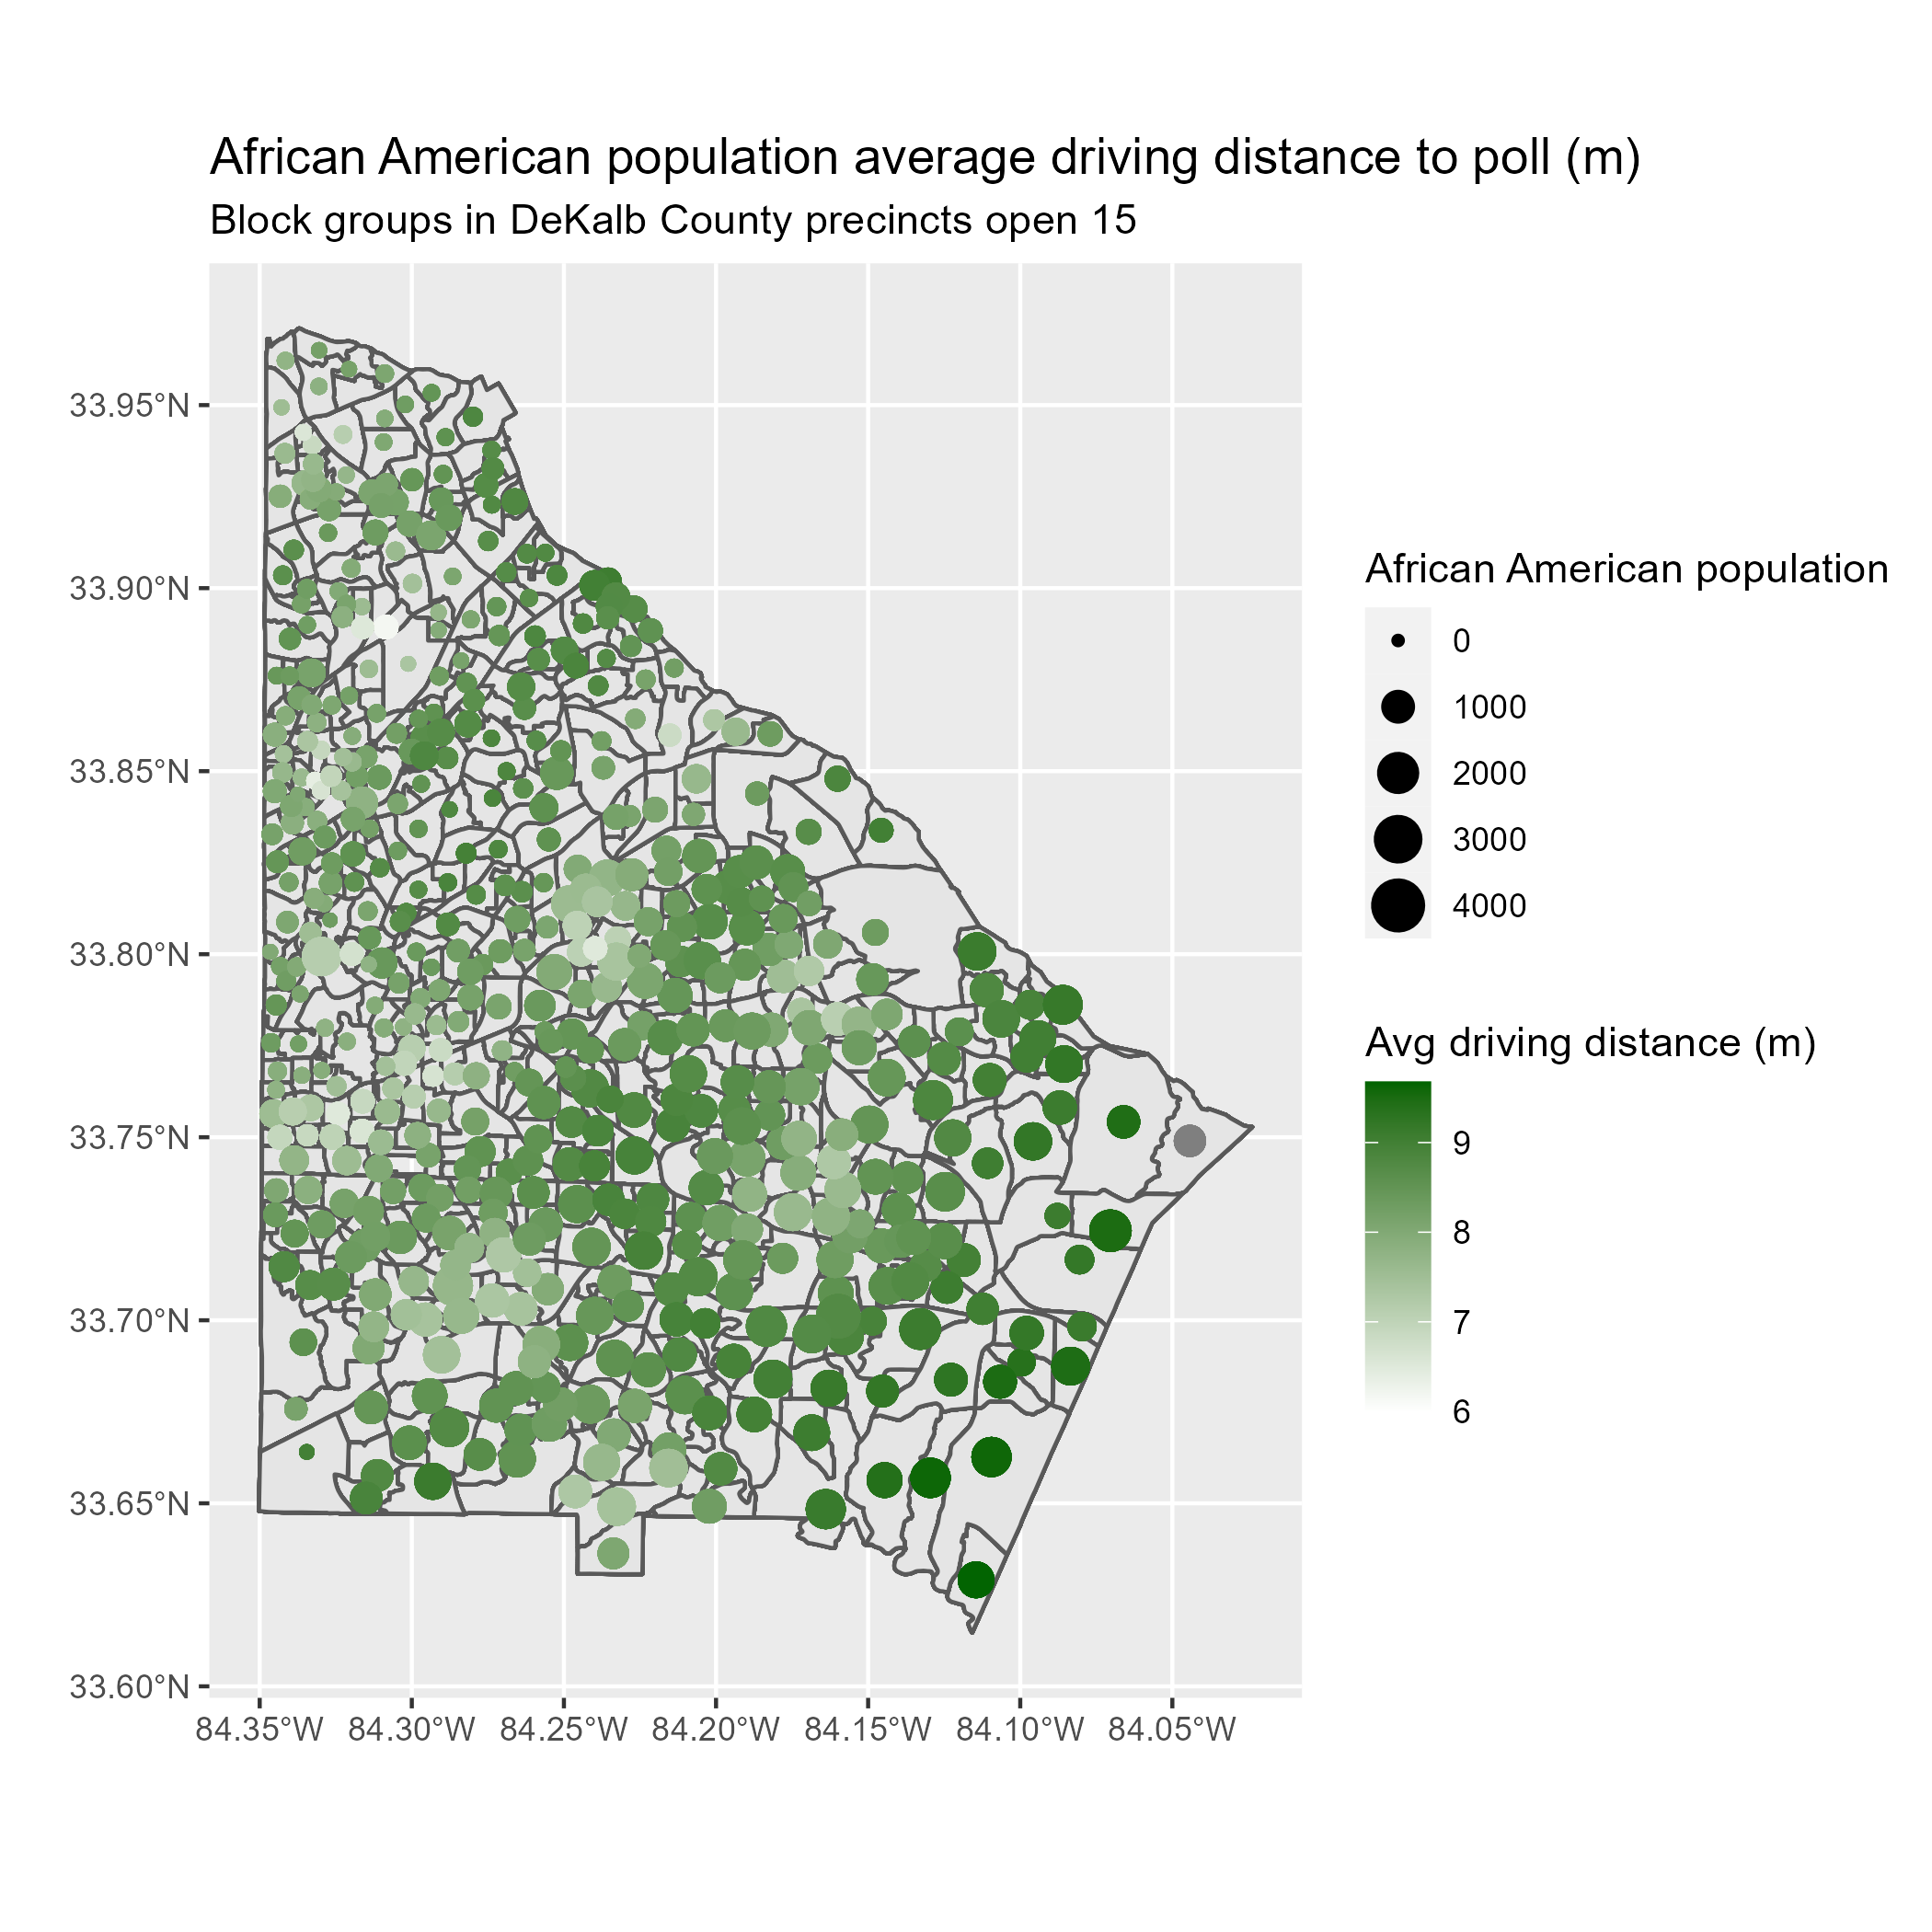 African American population average driving distance to poll (m)
Block groups in DeKalb County precincts open 15
33.95°N
33.90°N
33.85°N
33.80°N
33.75°N
33.70°N
33.65°N
33.60°N
84.35°W 84.30°W 84.25°W 84.20°W 84.15°W 84.10°W 84.05°W
African American population
0
1000
2000
3000
4000
Avg driving distance (m)
9
8
7
6